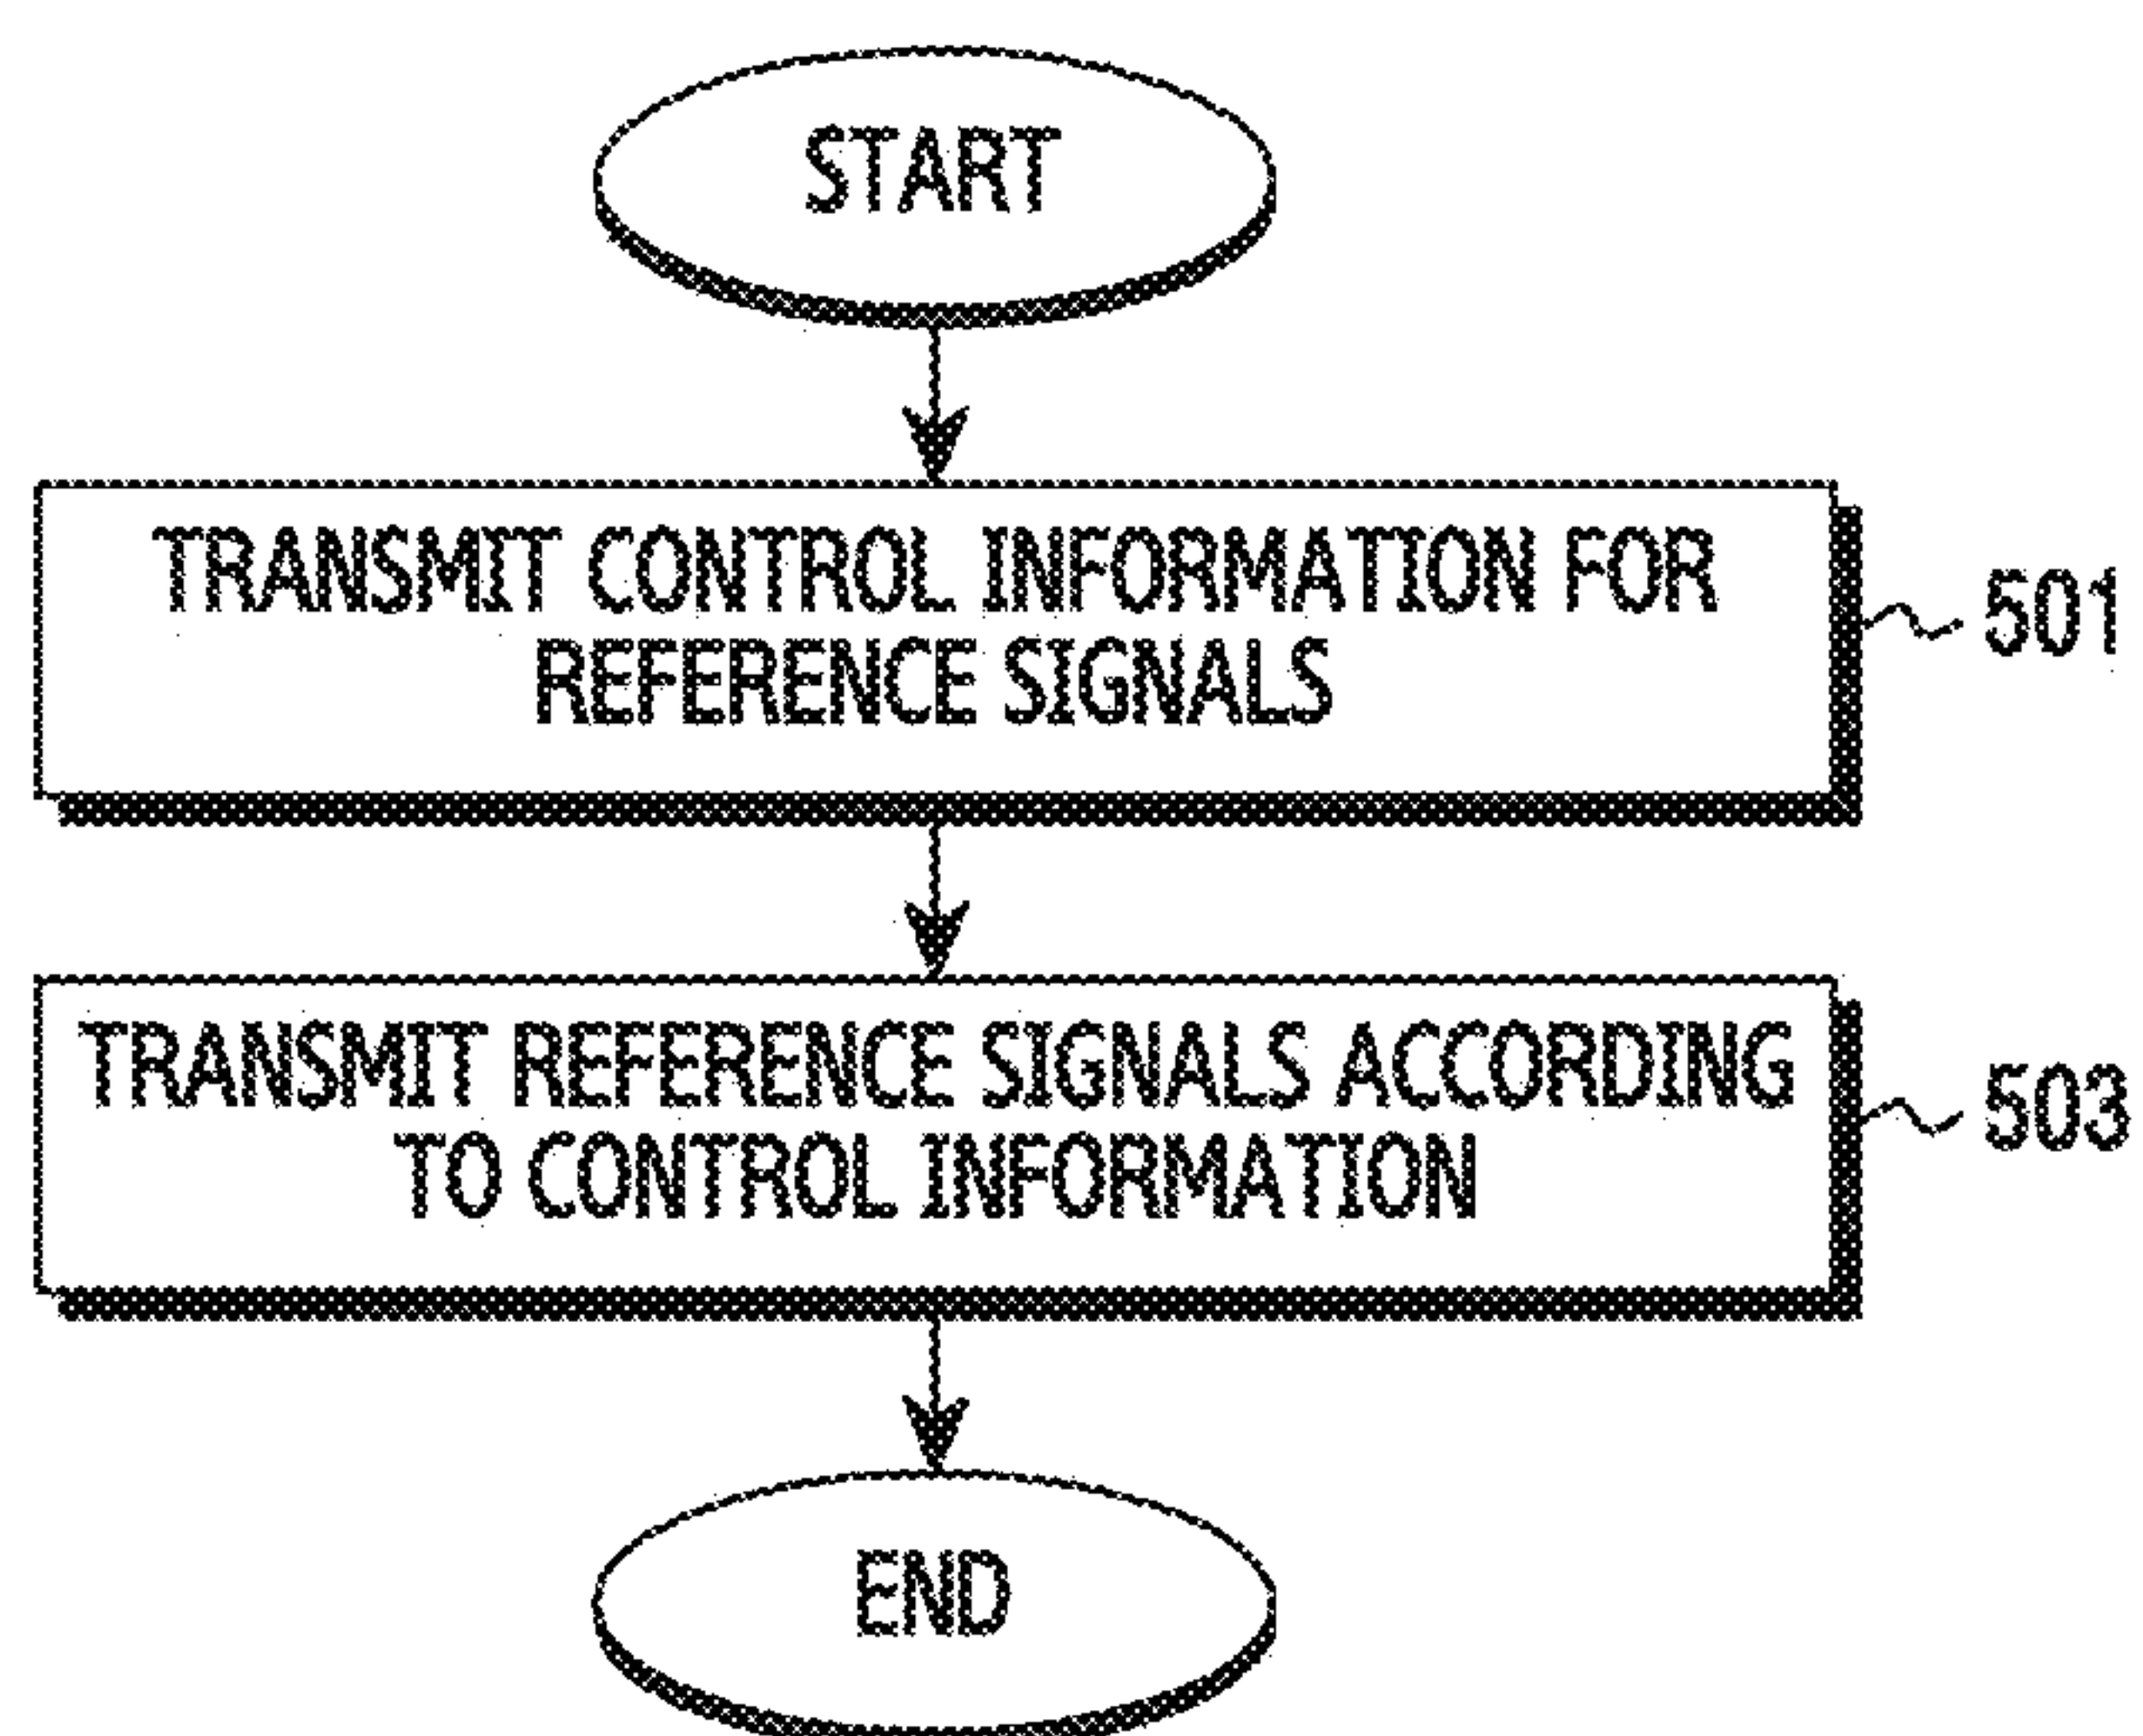 START
TRANSMIT CONTROL INFORMATION FOR
REFERENCE SIGNALS
501
TRANSMIT REFERENCE SIGNALS ACCORDING
TO CONTROL INFORMATION
503
END